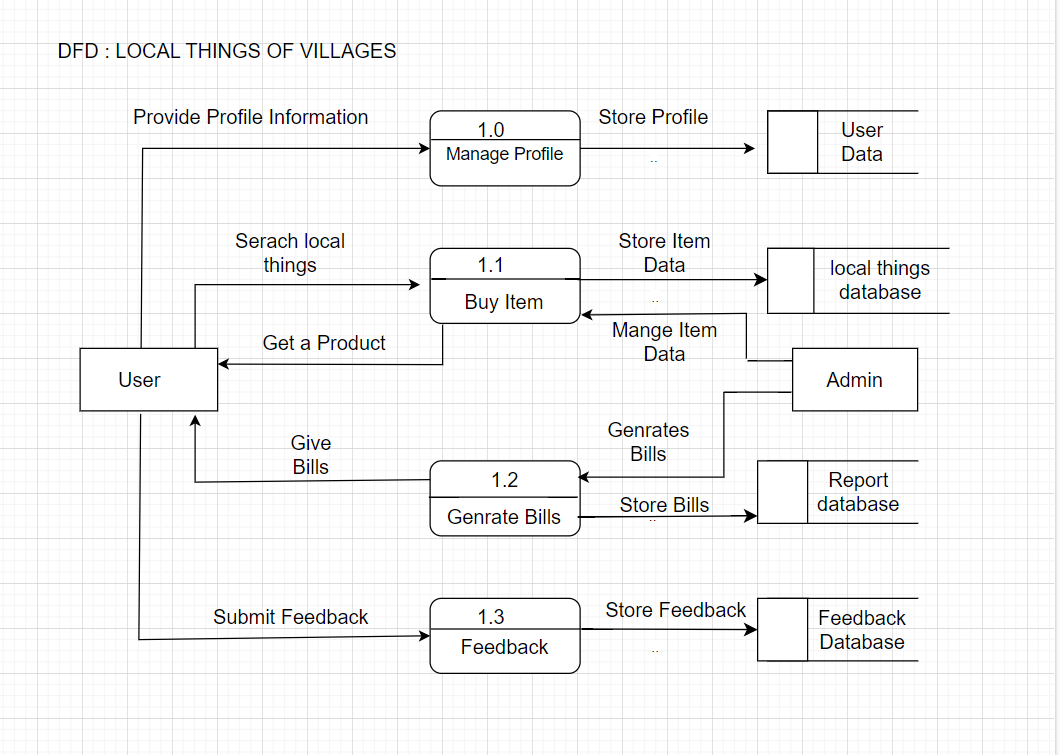 DFD : LOCAL THINGS OF VILLAGES
Provide Profile Information
1.0
Manage Profile
Store Profile
..
User
Data
Serach local
things
1.1
Buy Item
Store Item
Data
..
local things
database
Get a Product
Mange Item
Data
User
Admin
Give
Bills
Genrates
Bills
1.2
Genrate Bills
Store Bills
..
Report
database
Submit Feedback
1.3
Feedback
Store Feedback
..
Feedback
Database